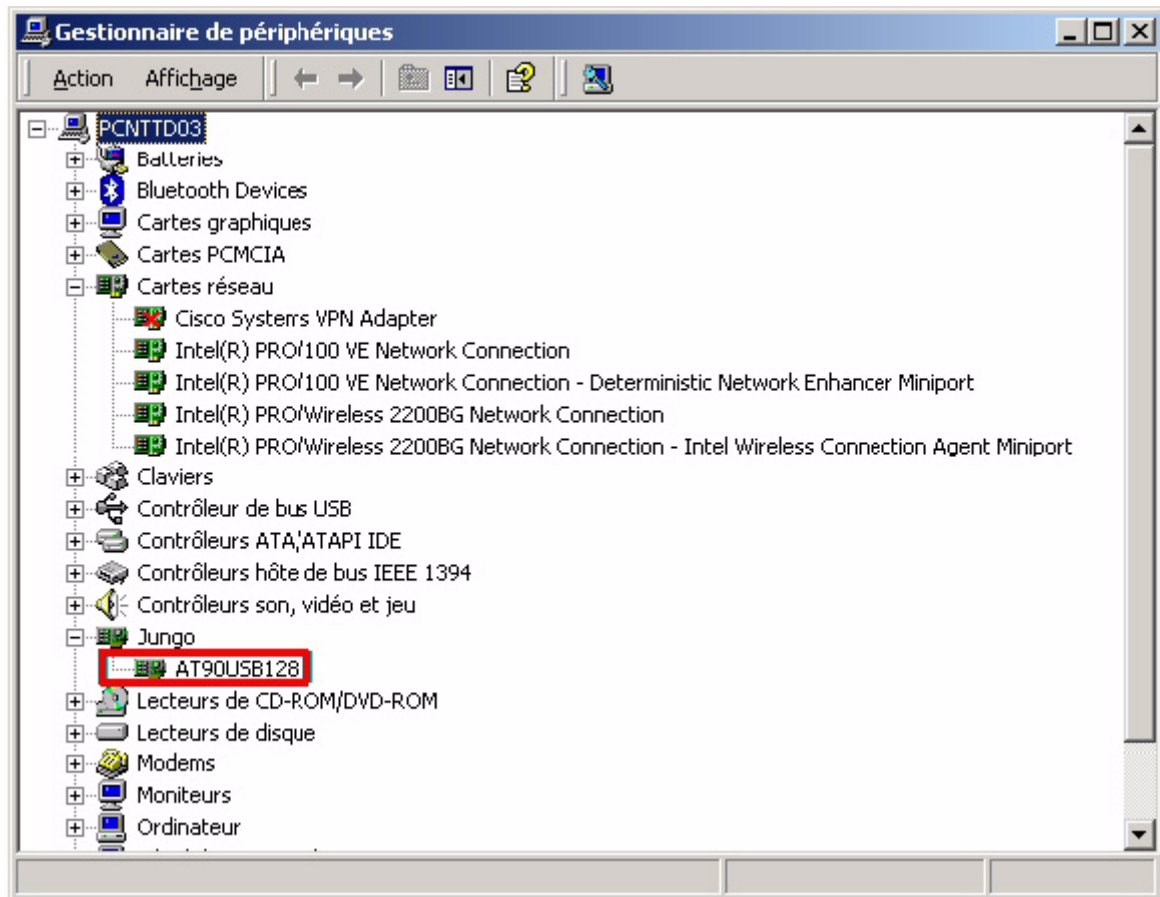 Gestionnaire de périphériques
Action Affichage
PCNTTD03
Batteries
Bluetooth Devices
Cartes graphiques
Cartes PCMCIA
Cartes réseau
Cisco Systems VPN Adapter
Intel(R) PRO/100 VE Network Connection
Intel(R) PRO/100 VE Network Connection - Deterministic Network Enhancer Miniport
Intel(R) PRO/Wireless 2200BG Network Connection
Intel(R) PRO/Wireless 2200BG Network Connection - Intel Wireless Connection Agent Miniport
Claviers
Contrôleur de bus USB
Contrôleurs ATA/ATAPI IDE
Contrôleurs hôte de bus IEEE 1394
Contrôleurs son, vidéo et jeu
Jungo
AT90USB128
Lecteurs de CD-ROM/DVD-ROM
Lecteurs de disque
Modems
Moniteurs
Ordinateur